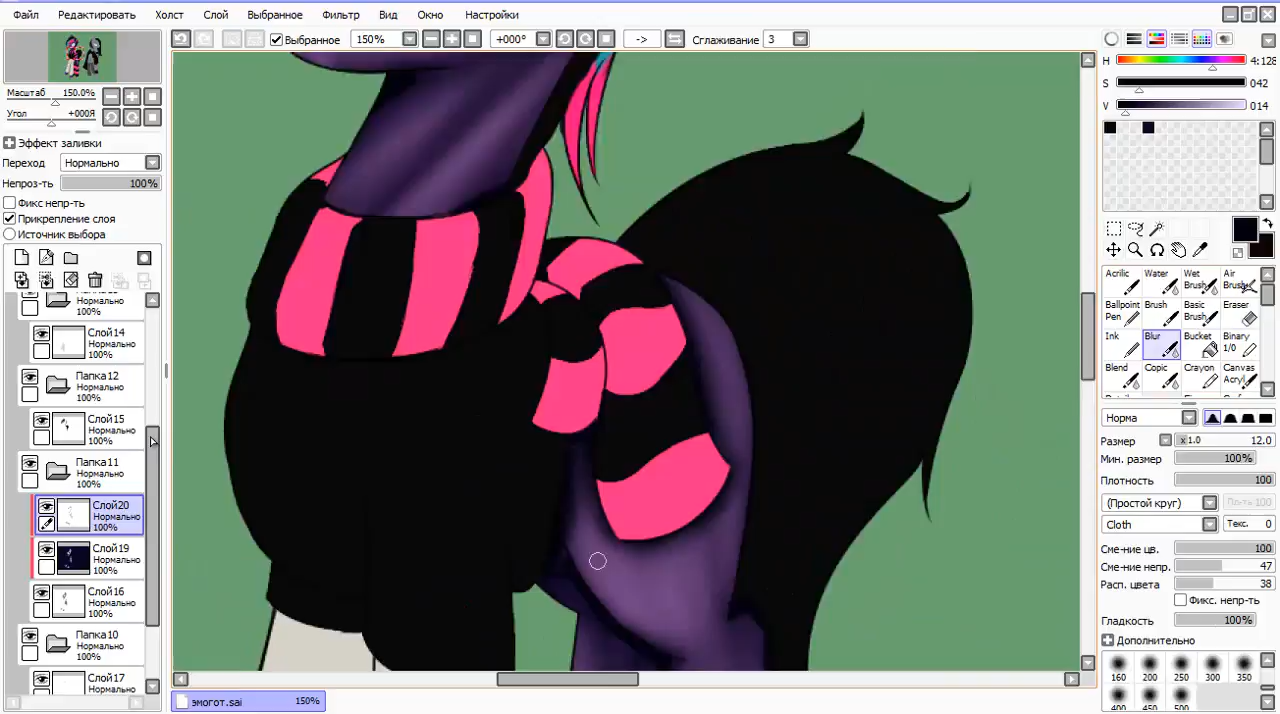 Файл Редактировать Холст Слой Выбранное Фильтр Вид Окно Настройки
Выбранное 150% +000° -> Сглаживание 3
Масштаб 150.0%
Угол +000Я
Эффект заливки
Переход Нормально
Непроз-ть 100%
Фикс непр-ть
Прикрепление слоя
Источник выбора
Нормально
100%
Слой14
Нормально
100%
Папка12
Нормально
100%
Слой15
Нормально
100%
Папка11
Нормально
100%
Слой20
Нормально
100%
Слой19
Нормально
100%
Слой16
Нормально
100%
Папка10
Нормально
100%
Слой17
Нормально
эмогот.sai 150%
H 4:128
S 042
V 014
Acrilic Water Wet Brush Air Brush
Ballpoint Pen Brush Basic Brush Eraser
Ink Blur Bucket Binary 1/0
Blend Copic Crayon Canvas Acryl
Норма
Размер x1.0 12.0
Мин. размер 100%
Плотность 100
(Простой круг) По-ть 100
Cloth Текс. 0
Сме-ние цв. 100
Сме-ние непр. 47
Расп. цвета 38
Фикс. непр-ть
Гладкость 100%
Дополнительно
160 200 250 300 350
400 450 500